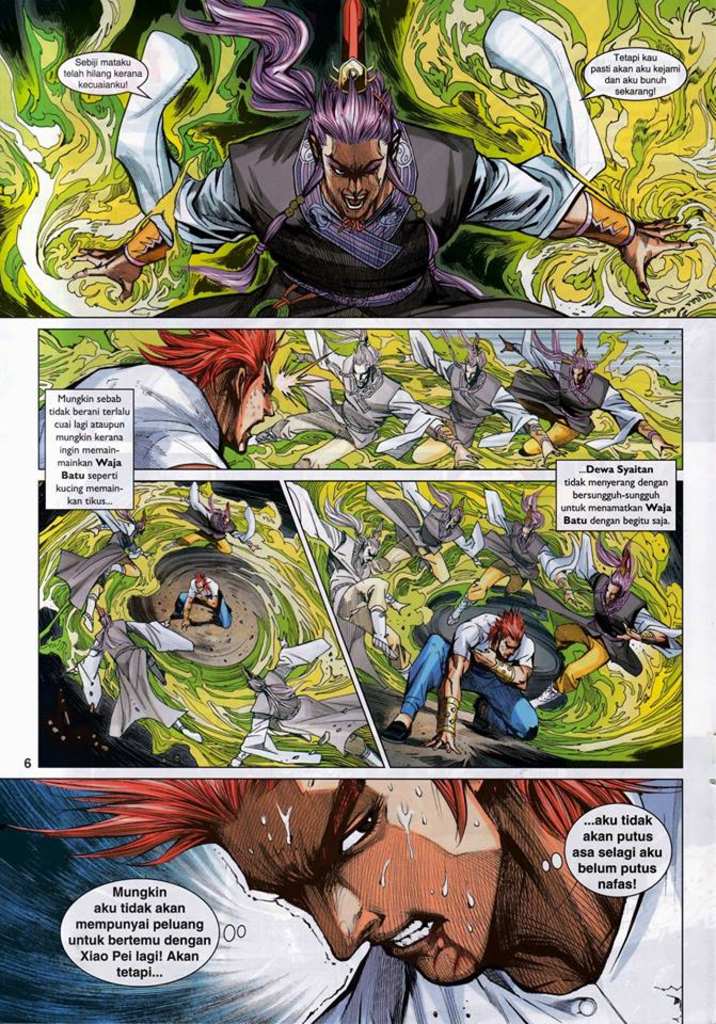 Sebiji mataku
telah hilang kerana
kecuaianku!
Tetapi kau
pasti akan aku kejami
dan aku bunuh
sekarang!
Mungkin sebab
tidak berani terlalu
cuai lagi atau
mungkin kerana
ingin memain-
mainkan Waja
Batu seperti
kucing memain-
kan tikus...
...Dewa Syaitan
tidak menyerang dengan
bersungguh-sungguh
untuk menamatkan Waja
Batu dengan begitu saja.
6
...aku tidak
akan putus
asa selagi aku
belum putus
nafas!
Mungkin
aku tidak akan
mempunyai peluang
untuk bertemu dengan
Xiao Pei lagi! Akan
tetapi...